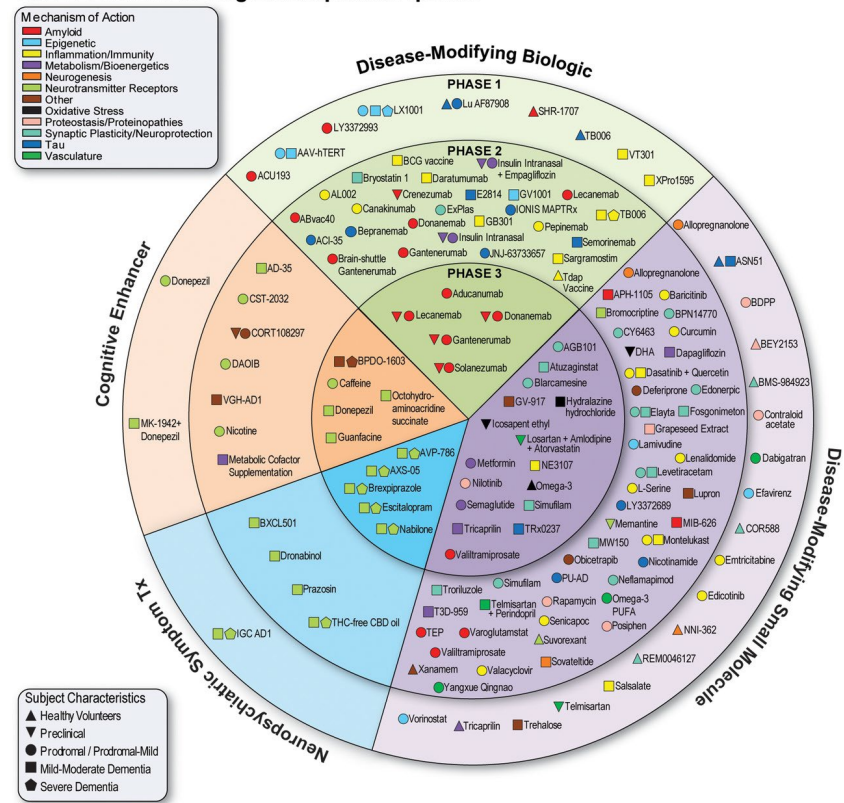 Mechanism of Action
Amyloid
Epigenetic
Inflammation/Immunity
Metabolism/Bioenergetics
Neurogenesis
Neurotransmitter Receptors
Other
Oxidative Stress
Proteostasis/Proteinopathies
Synaptic Plasticity/Neuroprotection
Tau
Vasculature
Disease-Modifying Biologic
PHASE 1
LX1001
Lu AF87908
SHR-1707
LY3372993
TB006
AAV-hTERT
VT301
ACU193
XPro1595
PHASE 2
BCG vaccine
Insulin Intranasal
+ Empagliflozin
Bryostatin 1
Daratumumab
AL002
Crenezumab
E2814
GV1001
Lecanemab
Canakinumab
ExPlas
IONIS MAPTRx
TB006
ABvac40
Donanemab
GB301
Pepinemab
Bepranemab
ACI-35
Insulin Intranasal
Semorinemab
Brain-shuttle
Gantenerumab
Gantenerumab
JNJ-63733657
Sargramostim
Tdap
Vaccine
PHASE 3
Aducanumab
Lecanemab
Donanemab
Gantenerumab
Solanezumab
Cognitive Enhancer
Donepezil
MK-1942+
Donepezil
AD-35
CST-2032
CORT108297
DAOIB
VGH-AD1
Nicotine
Metabolic Cofactor
Supplementation
BPDO-1603
Caffeine
Octohydro-
aminoacridine
succinate
Donepezil
Guanfacine
Neuropsychiatric Symptom Tx
AVP-786
AXS-05
Brexpiprazole
Escitalopram
Nabilone
BXCL501
Dronabinol
Prazosin
THC-free CBD oil
IGC AD1
Disease-Modifying Small Molecule
AGB101
Atuzaginstat
Blarcamesine
GV-917
Hydralazine
hydrochloride
Icosapent ethyl
Losartan + Amlodipine
+ Atorvastatin
Metformin
NE3107
Nilotinib
Omega-3
Semaglutide
Simufilam
Tricaprilin
TRx0237
Valiltramiprosate
Allopregnanolone
APH-1105
Baricitinib
Bromocriptine
BPN14770
CY6463
Curcumin
DHA
Dapagliflozin
Dasatinib + Quercetin
Deferiprone
Edonerpic
Elayta
Fosgonimeton
Grapeseed Extract
Lamivudine
Lenalidomide
Levetiracetam
L-Serine
Lupron
LY3372689
Memantine
MIB-626
MW150
Montelukast
Obicetrapib
Nicotinamide
PU-AD
Neflamapimod
Simufilam
Troriluzole
Rapamycin
Omega-3
PUFA
T3D-959
Telmisartan
+ Perindopril
Senicapoc
Posiphen
TEP
Varoglutamstat
Suvorexant
Valiltramiprosate
Sovateltide
Xanamem
Valacyclovir
Yangxue Qingnao
Allopregnanolone
ASN51
BDPP
BEY2153
BMS-984923
Contraloid
acetate
Dabigatran
Efavirenz
COR588
Emtricitabine
Edicotinib
NNI-362
REM0046127
Salsalate
Telmisartan
Trehalose
Tricaprilin
Vorinostat
Subject Characteristics
Healthy Volunteers
Preclinical
Prodromal / Prodromal-Mild
Mild-Moderate Dementia
Severe Dementia